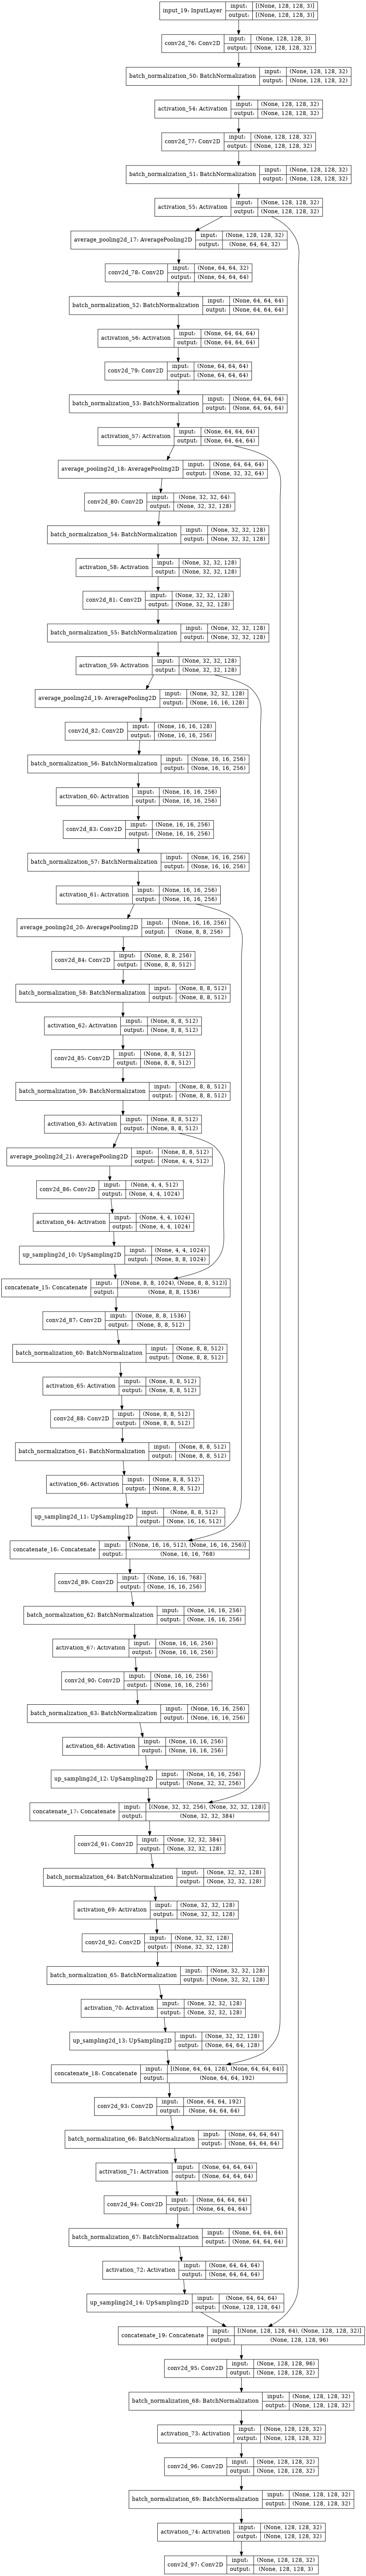 input_19: InputLayer input: [(None, 128, 128, 3)]
output: [(None, 128, 128, 3)]
conv2d_76: Conv2D input: (None, 128, 128, 3)
output: (None, 128, 128, 32)
batch_normalization_50: BatchNormalization input: (None, 128, 128, 32)
output: (None, 128, 128, 32)
activation_54: Activation input: (None, 128, 128, 32)
output: (None, 128, 128, 32)
conv2d_77: Conv2D input: (None, 128, 128, 32)
output: (None, 128, 128, 32)
batch_normalization_51: BatchNormalization input: (None, 128, 128, 32)
output: (None, 128, 128, 32)
activation_55: Activation input: (None, 128, 128, 32)
output: (None, 128, 128, 32)
average_pooling2d_17: AveragePooling2D input: (None, 128, 128, 32)
output: (None, 64, 64, 32)
conv2d_78: Conv2D input: (None, 64, 64, 32)
output: (None, 64, 64, 64)
batch_normalization_52: BatchNormalization input: (None, 64, 64, 64)
output: (None, 64, 64, 64)
activation_56: Activation input: (None, 64, 64, 64)
output: (None, 64, 64, 64)
conv2d_79: Conv2D input: (None, 64, 64, 64)
output: (None, 64, 64, 64)
batch_normalization_53: BatchNormalization input: (None, 64, 64, 64)
output: (None, 64, 64, 64)
activation_57: Activation input: (None, 64, 64, 64)
output: (None, 64, 64, 64)
average_pooling2d_18: AveragePooling2D input: (None, 64, 64, 64)
output: (None, 32, 32, 64)
conv2d_80: Conv2D input: (None, 32, 32, 64)
output: (None, 32, 32, 128)
batch_normalization_54: BatchNormalization input: (None, 32, 32, 128)
output: (None, 32, 32, 128)
activation_58: Activation input: (None, 32, 32, 128)
output: (None, 32, 32, 128)
conv2d_81: Conv2D input: (None, 32, 32, 128)
output: (None, 32, 32, 128)
batch_normalization_55: BatchNormalization input: (None, 32, 32, 128)
output: (None, 32, 32, 128)
activation_59: Activation input: (None, 32, 32, 128)
output: (None, 32, 32, 128)
average_pooling2d_19: AveragePooling2D input: (None, 32, 32, 128)
output: (None, 16, 16, 128)
conv2d_82: Conv2D input: (None, 16, 16, 128)
output: (None, 16, 16, 256)
batch_normalization_56: BatchNormalization input: (None, 16, 16, 256)
output: (None, 16, 16, 256)
activation_60: Activation input: (None, 16, 16, 256)
output: (None, 16, 16, 256)
conv2d_83: Conv2D input: (None, 16, 16, 256)
output: (None, 16, 16, 256)
batch_normalization_57: BatchNormalization input: (None, 16, 16, 256)
output: (None, 16, 16, 256)
activation_61: Activation input: (None, 16, 16, 256)
output: (None, 16, 16, 256)
average_pooling2d_20: AveragePooling2D input: (None, 16, 16, 256)
output: (None, 8, 8, 256)
conv2d_84: Conv2D input: (None, 8, 8, 256)
output: (None, 8, 8, 512)
batch_normalization_58: BatchNormalization input: (None, 8, 8, 512)
output: (None, 8, 8, 512)
activation_62: Activation input: (None, 8, 8, 512)
output: (None, 8, 8, 512)
conv2d_85: Conv2D input: (None, 8, 8, 512)
output: (None, 8, 8, 512)
batch_normalization_59: BatchNormalization input: (None, 8, 8, 512)
output: (None, 8, 8, 512)
activation_63: Activation input: (None, 8, 8, 512)
output: (None, 8, 8, 512)
average_pooling2d_21: AveragePooling2D input: (None, 8, 8, 512)
output: (None, 4, 4, 512)
conv2d_86: Conv2D input: (None, 4, 4, 512)
output: (None, 4, 4, 1024)
activation_64: Activation input: (None, 4, 4, 1024)
output: (None, 4, 4, 1024)
up_sampling2d_10: UpSampling2D input: (None, 4, 4, 1024)
output: (None, 8, 8, 1024)
concatenate_15: Concatenate input: [(None, 8, 8, 1024), (None, 8, 8, 512)]
output: (None, 8, 8, 1536)
conv2d_87: Conv2D input: (None, 8, 8, 1536)
output: (None, 8, 8, 512)
batch_normalization_60: BatchNormalization input: (None, 8, 8, 512)
output: (None, 8, 8, 512)
activation_65: Activation input: (None, 8, 8, 512)
output: (None, 8, 8, 512)
conv2d_88: Conv2D input: (None, 8, 8, 512)
output: (None, 8, 8, 512)
batch_normalization_61: BatchNormalization input: (None, 8, 8, 512)
output: (None, 8, 8, 512)
activation_66: Activation input: (None, 8, 8, 512)
output: (None, 8, 8, 512)
up_sampling2d_11: UpSampling2D input: (None, 8, 8, 512)
output: (None, 16, 16, 512)
concatenate_16: Concatenate input: [(None, 16, 16, 512), (None, 16, 16, 256)]
output: (None, 16, 16, 768)
conv2d_89: Conv2D input: (None, 16, 16, 768)
output: (None, 16, 16, 256)
batch_normalization_62: BatchNormalization input: (None, 16, 16, 256)
output: (None, 16, 16, 256)
activation_67: Activation input: (None, 16, 16, 256)
output: (None, 16, 16, 256)
conv2d_90: Conv2D input: (None, 16, 16, 256)
output: (None, 16, 16, 256)
batch_normalization_63: BatchNormalization input: (None, 16, 16, 256)
output: (None, 16, 16, 256)
activation_68: Activation input: (None, 16, 16, 256)
output: (None, 16, 16, 256)
up_sampling2d_12: UpSampling2D input: (None, 16, 16, 256)
output: (None, 32, 32, 256)
concatenate_17: Concatenate input: [(None, 32, 32, 256), (None, 32, 32, 128)]
output: (None, 32, 32, 384)
conv2d_91: Conv2D input: (None, 32, 32, 384)
output: (None, 32, 32, 128)
batch_normalization_64: BatchNormalization input: (None, 32, 32, 128)
output: (None, 32, 32, 128)
activation_69: Activation input: (None, 32, 32, 128)
output: (None, 32, 32, 128)
conv2d_92: Conv2D input: (None, 32, 32, 128)
output: (None, 32, 32, 128)
batch_normalization_65: BatchNormalization input: (None, 32, 32, 128)
output: (None, 32, 32, 128)
activation_70: Activation input: (None, 32, 32, 128)
output: (None, 32, 32, 128)
up_sampling2d_13: UpSampling2D input: (None, 32, 32, 128)
output: (None, 64, 64, 128)
concatenate_18: Concatenate input: [(None, 64, 64, 128), (None, 64, 64, 64)]
output: (None, 64, 64, 192)
conv2d_93: Conv2D input: (None, 64, 64, 192)
output: (None, 64, 64, 64)
batch_normalization_66: BatchNormalization input: (None, 64, 64, 64)
output: (None, 64, 64, 64)
activation_71: Activation input: (None, 64, 64, 64)
output: (None, 64, 64, 64)
conv2d_94: Conv2D input: (None, 64, 64, 64)
output: (None, 64, 64, 64)
batch_normalization_67: BatchNormalization input: (None, 64, 64, 64)
output: (None, 64, 64, 64)
activation_72: Activation input: (None, 64, 64, 64)
output: (None, 64, 64, 64)
up_sampling2d_14: UpSampling2D input: (None, 64, 64, 64)
output: (None, 128, 128, 64)
concatenate_19: Concatenate input: [(None, 128, 128, 64), (None, 128, 128, 32)]
output: (None, 128, 128, 96)
conv2d_95: Conv2D input: (None, 128, 128, 96)
output: (None, 128, 128, 32)
batch_normalization_68: BatchNormalization input: (None, 128, 128, 32)
output: (None, 128, 128, 32)
activation_73: Activation input: (None, 128, 128, 32)
output: (None, 128, 128, 32)
conv2d_96: Conv2D input: (None, 128, 128, 32)
output: (None, 128, 128, 32)
batch_normalization_69: BatchNormalization input: (None, 128, 128, 32)
output: (None, 128, 128, 32)
activation_74: Activation input: (None, 128, 128, 32)
output: (None, 128, 128, 32)
conv2d_97: Conv2D input: (None, 128, 128, 32)
output: (None, 128, 128, 3)